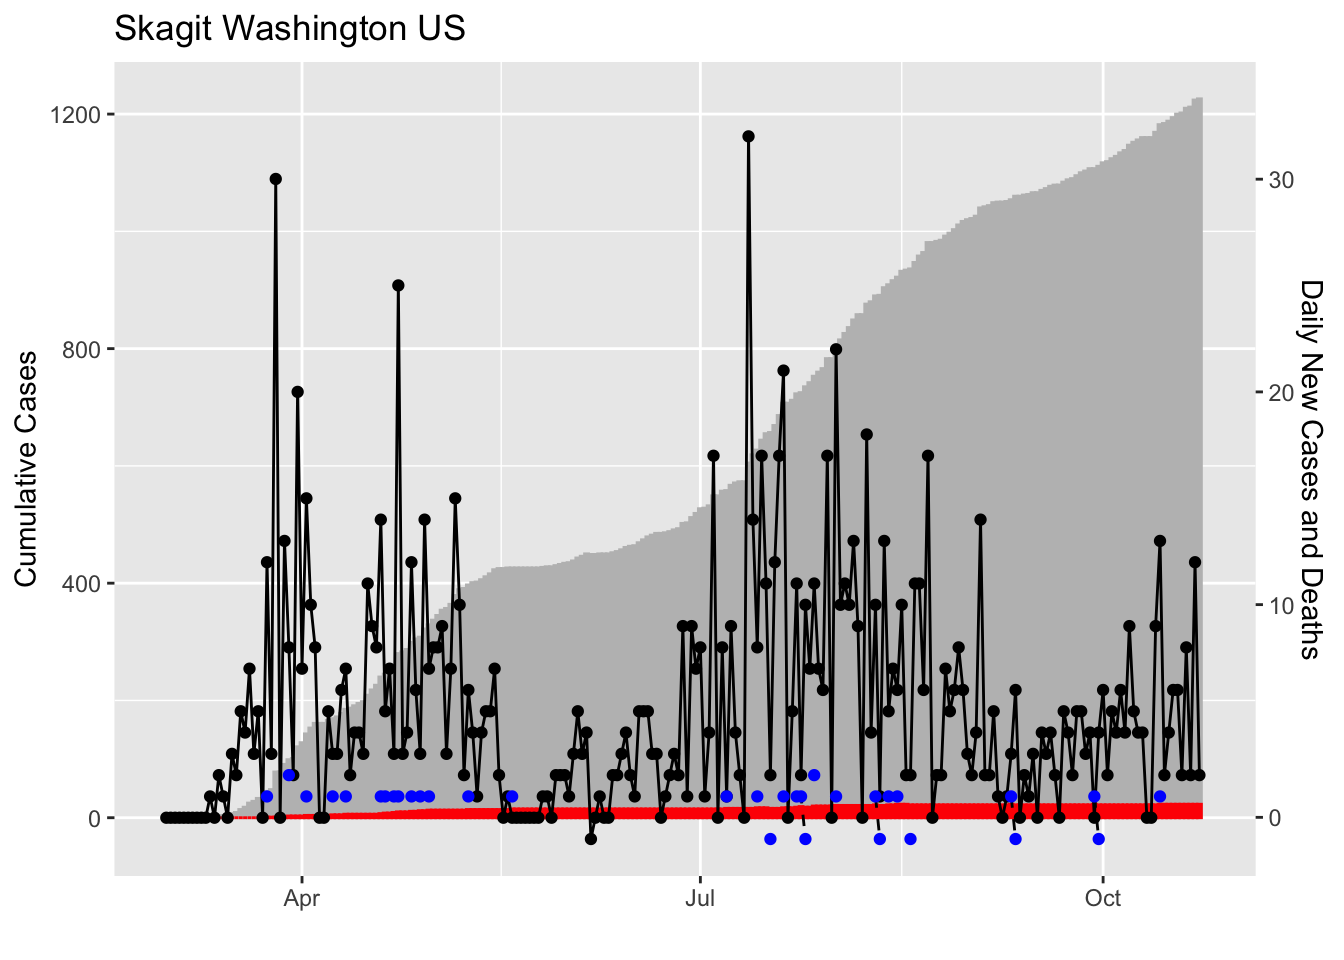 Skagit Washington US
1200
800
400
0
Cumulative Cases
30
20
10
0
Daily New Cases and Deaths
Apr
Jul
Oct